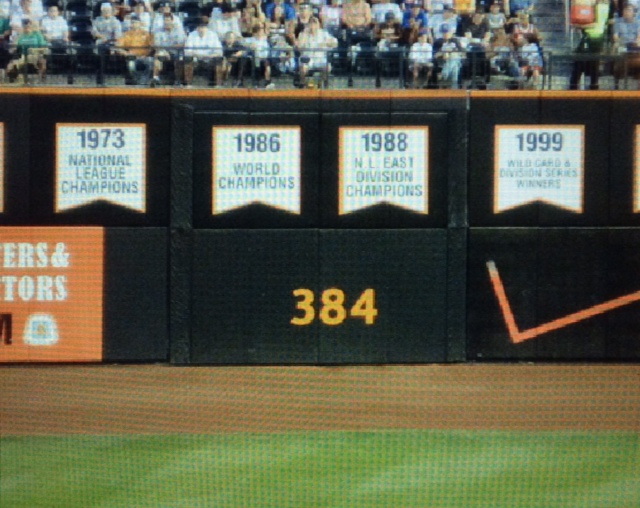 1973
NATIONAL
LEAGUE
CHAMPIONS
1986
WORLD
CHAMPIONS
1988
N.L. EAST
DIVISION
CHAMPIONS
1999
WILD CARD &
DIVISION SERIES
WINNERS
ERS&
TORS
M
384